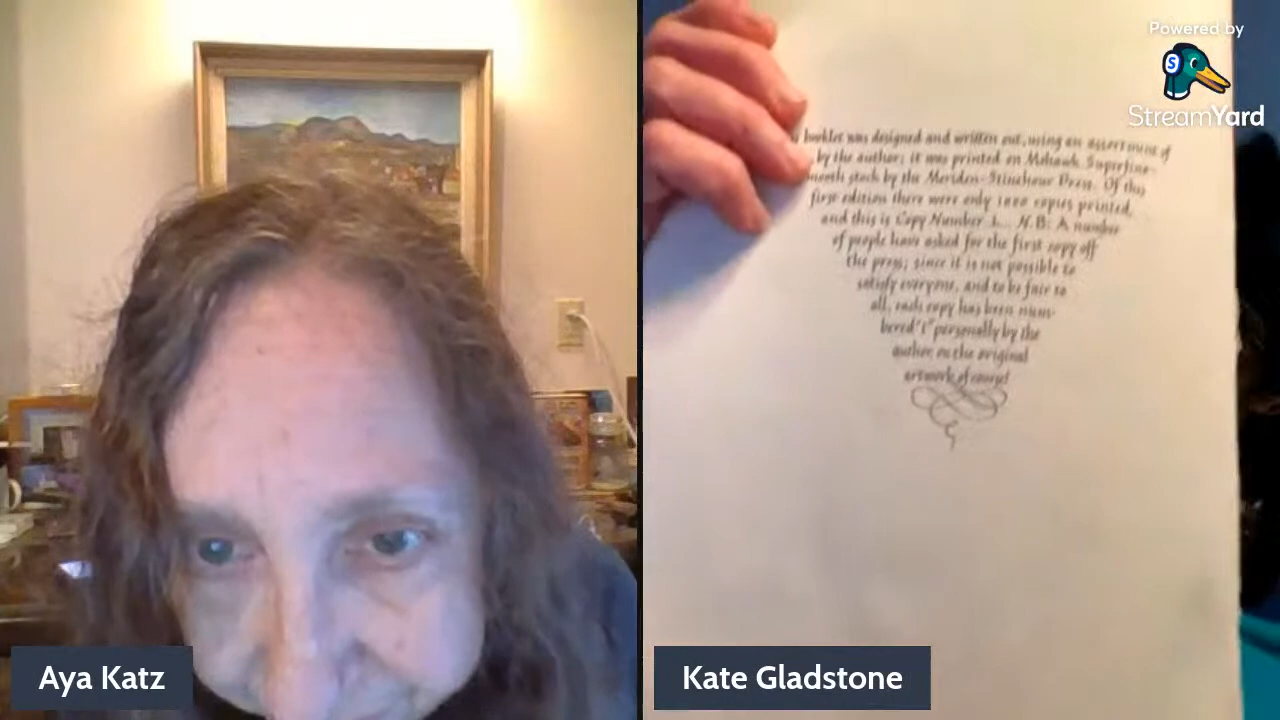 Powered by
StreamYard
booklet was designed and written out, using an assortment of
by the author; it was printed on Mohawk Superfine
smooth stock by the Meriden-Stinehour Press. Of this
first edition there were only 1000 copies printed,
and this is Copy Number 1... N.B: A number
of people have asked for the first copy off
the press; since it is not possible to
satisfy everyone, and to be fair to
all, each copy has been num-
bered "1" personally by the
author, on the original
artwork of course!
Aya Katz
Kate Gladstone